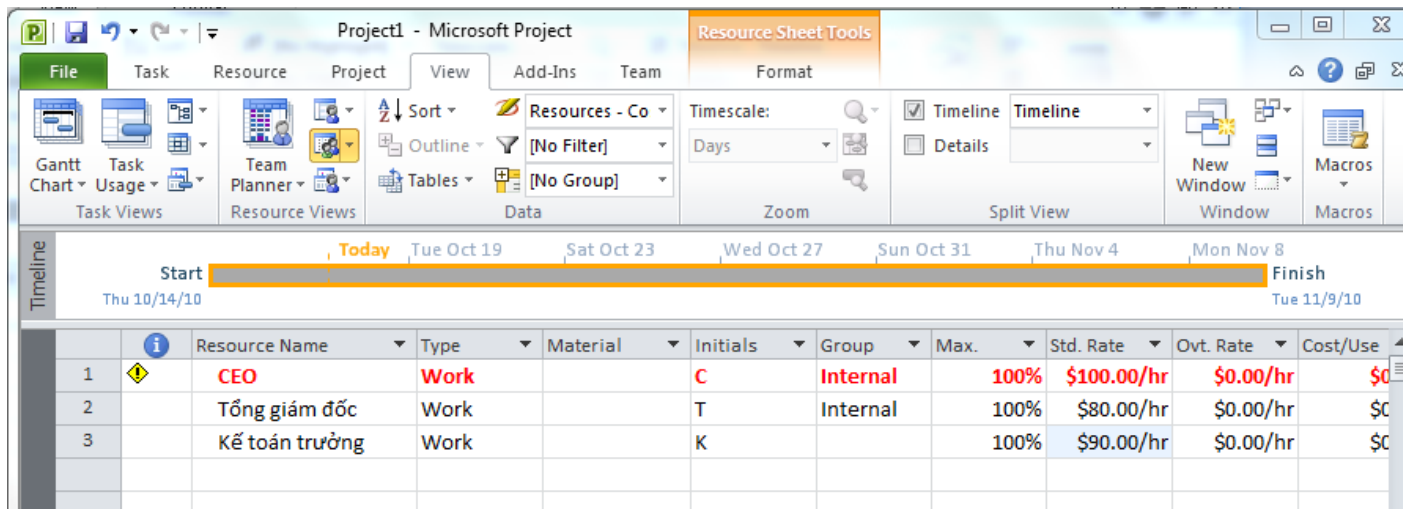 Project1 - Microsoft Project
Resource Sheet Tools
File Task Resource Project View Add-Ins Team Format
Gantt Chart
Task Usage
Task Views
Team Planner
Resource Views
Sort
Outline
Tables
Resources - Co
[No Filter]
[No Group]
Data
Timescale:
Days
Zoom
Timeline Timeline
Details
Split View
New Window
Window
Macros
Macros
Timeline
Today Tue Oct 19 Sat Oct 23 Wed Oct 27 Sun Oct 31 Thu Nov 4 Mon Nov 8
Start Finish
Thu 10/14/10 Tue 11/9/10
Resource Name Type Material Initials Group Max. Std. Rate Ovt. Rate Cost/Use
1 CEO Work C Internal 100% $100.00/hr $0.00/hr $0
2 Tổng giám đốc Work T Internal 100% $80.00/hr $0.00/hr $0
3 Kế toán trưởng Work K 100% $90.00/hr $0.00/hr $0